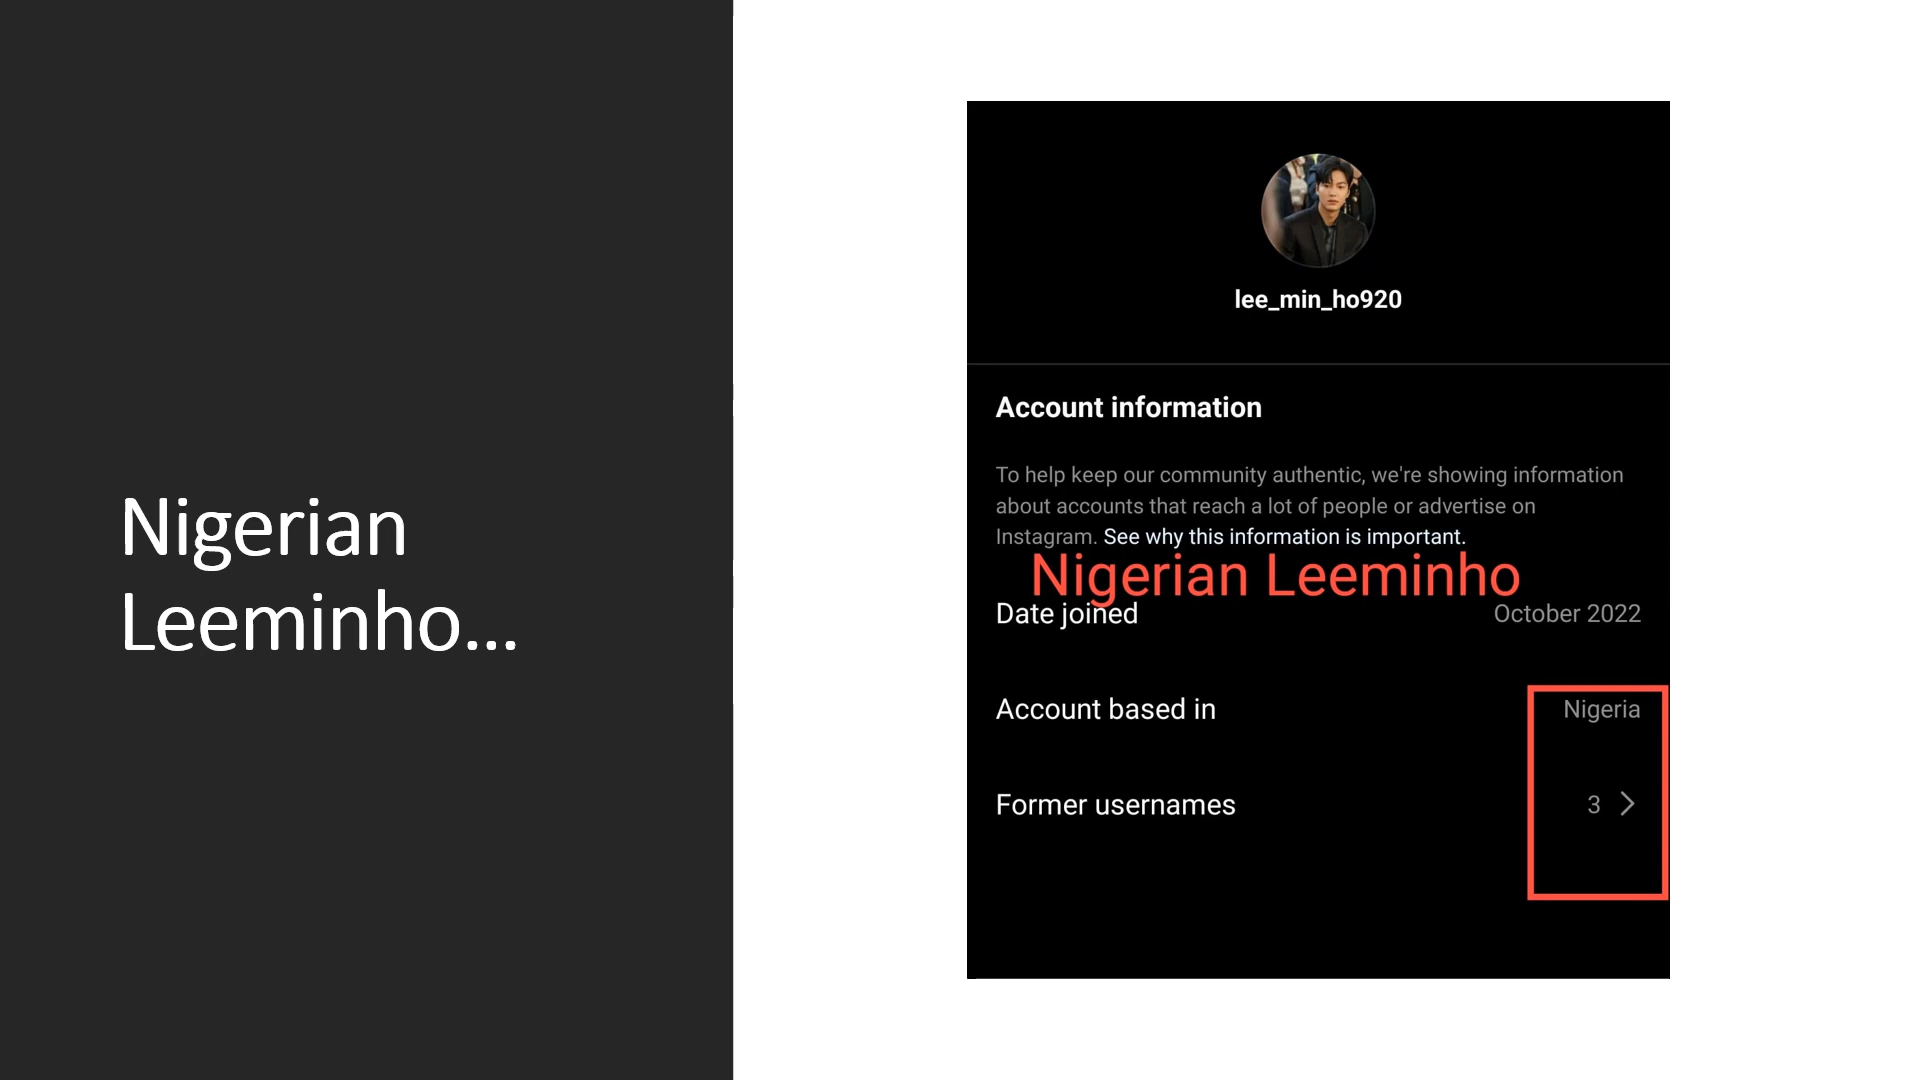 Nigerian
Leeminho...
lee_min_ho920
Account information
To help keep our community authentic, we're showing information
about accounts that reach a lot of people or advertise on
Instagram. See why this information is important.
Nigerian Leeminho
Date joined October 2022
Account based in Nigeria
Former usernames 3 >